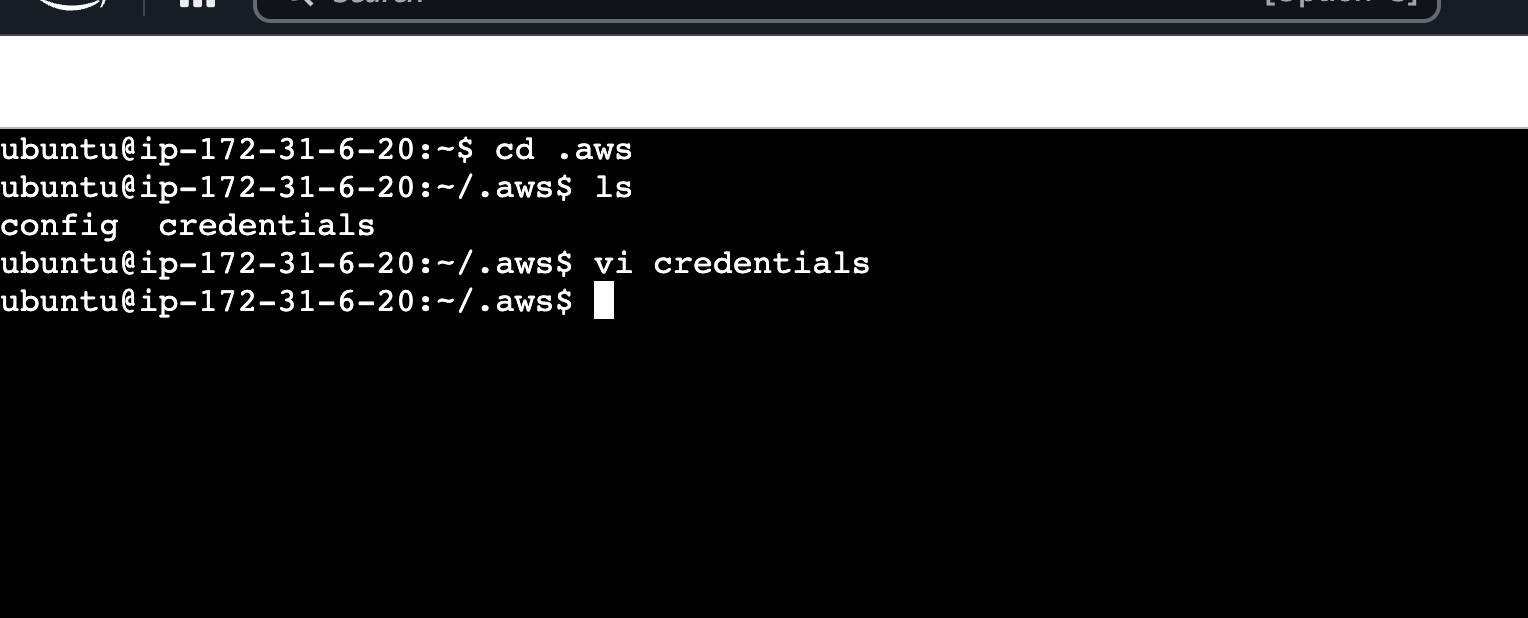 ubuntu@ip-172-31-6-20:~$ cd .aws
ubuntu@ip-172-31-6-20:~/.aws$ ls
config  credentials
ubuntu@ip-172-31-6-20:~/.aws$ vi credentials
ubuntu@ip-172-31-6-20:~/.aws$